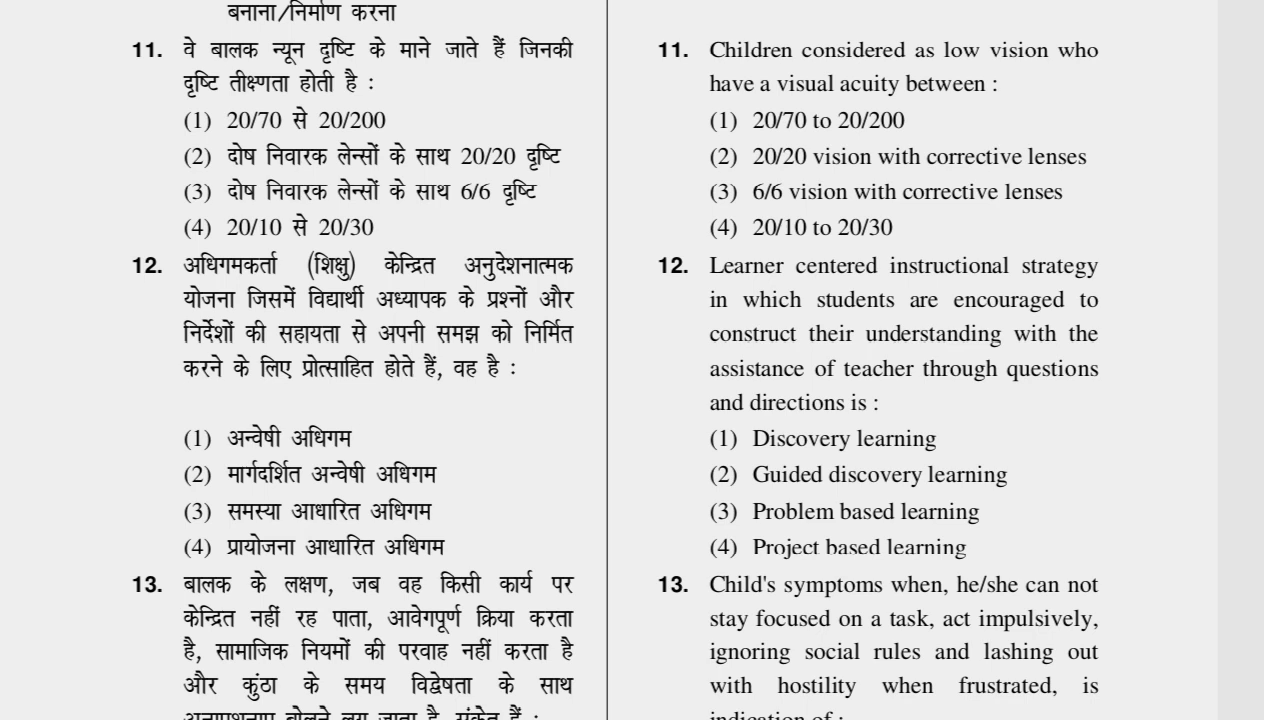 बनाना/निर्माण करना
11. वे बालक न्यून दृष्टि के माने जाते हैं जिनकी
दृष्टि तीक्ष्णता होती है :
(1) 20/70 से 20/200
(2) दोष निवारक लेन्सों के साथ 20/20 दृष्टि
(3) दोष निवारक लेन्सों के साथ 6/6 दृष्टि
(4) 20/10 से 20/30
12. अधिगमकर्ता (शिक्षु) केन्द्रित अनुदेशनात्मक
योजना जिसमें विद्यार्थी अध्यापक के प्रश्नों और
निर्देशों की सहायता से अपनी समझ को निर्मित
करने के लिए प्रोत्साहित होते हैं, वह है :
(1) अन्वेषी अधिगम
(2) मार्गदर्शित अन्वेषी अधिगम
(3) समस्या आधारित अधिगम
(4) प्रायोजना आधारित अधिगम
13. बालक के लक्षण, जब वह किसी कार्य पर
केन्द्रित नहीं रह पाता, आवेगपूर्ण क्रिया करता
है, सामाजिक नियमों की परवाह नहीं करता है
और कुंठा के समय विद्वेषता के साथ
बोलने लग जाता है, संकेत हैं :
11. Children considered as low vision who
have a visual acuity between :
(1) 20/70 to 20/200
(2) 20/20 vision with corrective lenses
(3) 6/6 vision with corrective lenses
(4) 20/10 to 20/30
12. Learner centered instructional strategy
in which students are encouraged to
construct their understanding with the
assistance of teacher through questions
and directions is :
(1) Discovery learning
(2) Guided discovery learning
(3) Problem based learning
(4) Project based learning
13. Child's symptoms when, he/she can not
stay focused on a task, act impulsively,
ignoring social rules and lashing out
with hostility when frustrated, is
indication of :